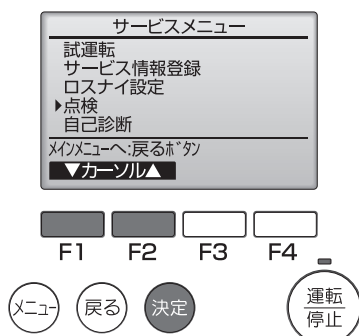 サービスメニュー
試運転
サービス情報登録
ロスナイ設定
▶点検
自己診断
メインメニューへ:戻るボタン
▼カーソル▲
F1 F2 F3 F4
メニュー 戻る 決定
運転
停止